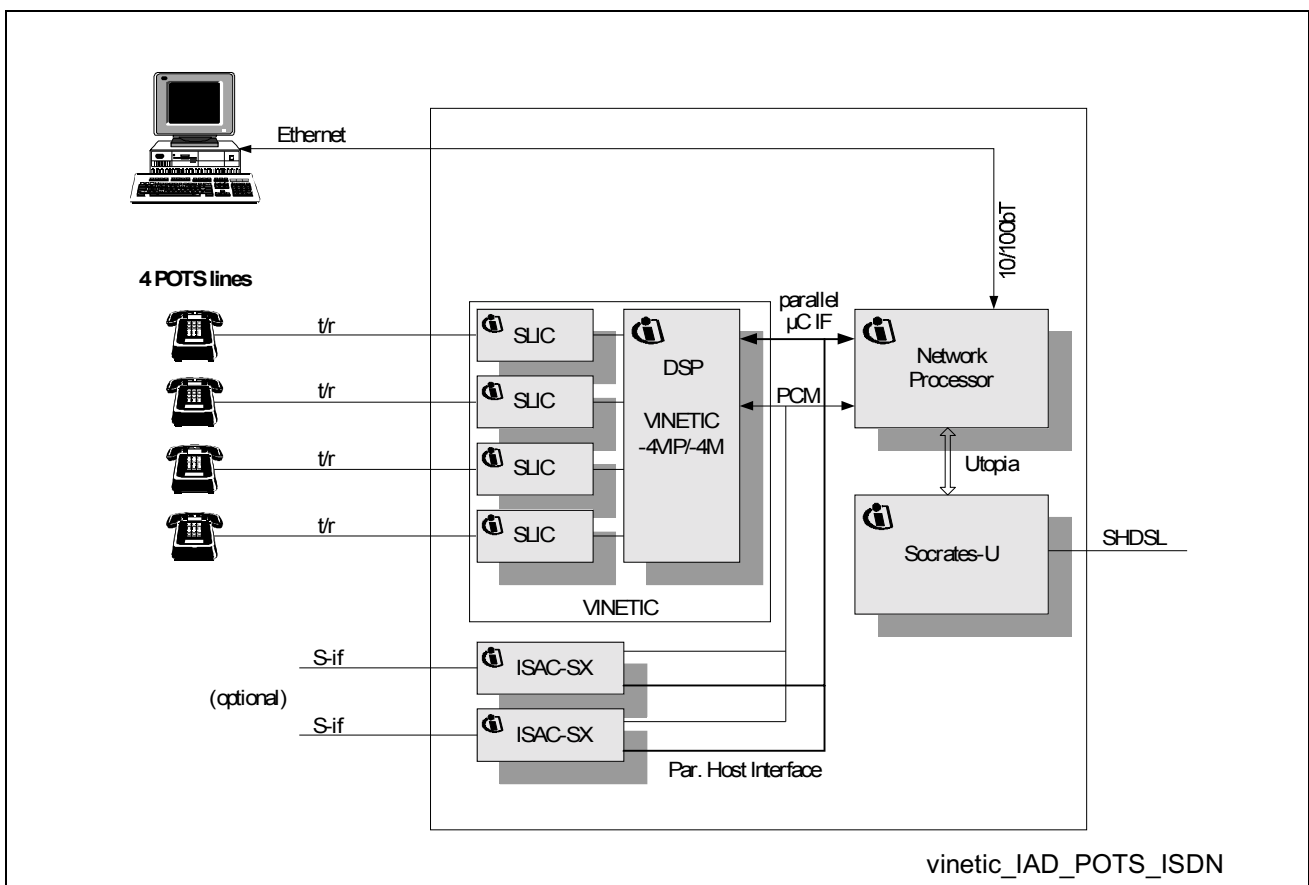 Ethernet
10/100bT
4 POTS lines
t/r
SLIC
t/r
SLIC
t/r
SLIC
t/r
SLIC
DSP
VINETIC
-4VIP/-4M
VINETIC
parallel
µC IF
PCM
Network
Processor
Utopia
Socrates-U
SHDSL
S-if
ISAC-SX
(optional)
S-if
ISAC-SX
Par. Host Interface
vinetic_IAD_POTS_ISDN